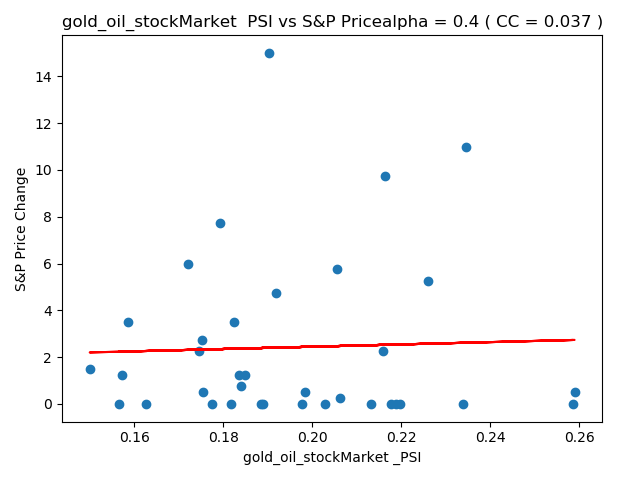 gold_oil_stockMarket  PSI vs S&P Pricealpha = 0.4 ( CC = 0.037 )
14
12
10
8
6
4
2
0
S&P Price Change
0.16 0.18 0.20 0.22 0.24 0.26
gold_oil_stockMarket _PSI